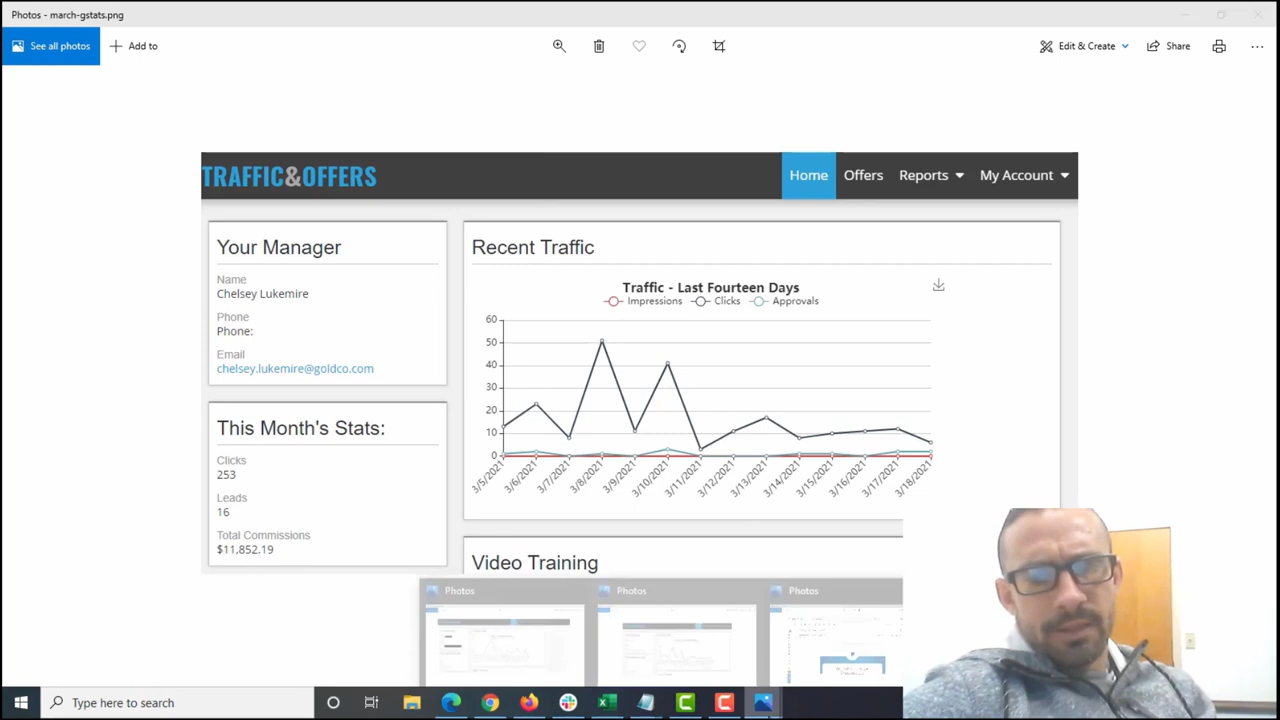 Photos - march-gstats.png
See all photos
Add to
Edit & Create
Share
TRAFFIC&OFFERS
Home
Offers
Reports
My Account
Your Manager
Name
Chelsey Lukemire
Phone
Phone:
Email
chelsey.lukemire@goldco.com
This Month's Stats:
Clicks
253
Leads
16
Total Commissions
$11,852.19
Recent Traffic
Traffic - Last Fourteen Days
Impressions
Clicks
Approvals
60
50
40
30
20
10
0
3/5/2021
3/6/2021
3/7/2021
3/8/2021
3/9/2021
3/10/2021
3/11/2021
3/12/2021
3/13/2021
3/14/2021
3/15/2021
3/16/2021
3/17/2021
3/18/2021
Video Training
Photos
Photos
Photos
Type here to search